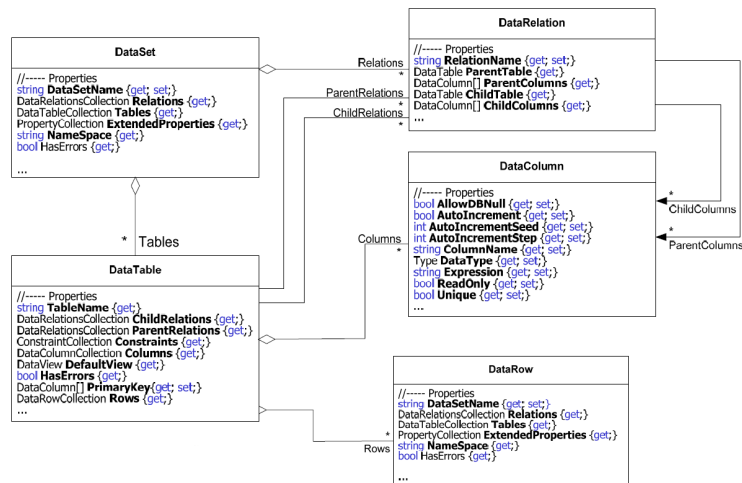 DataSet
//----- Properties
string DataSetName {get; set;}
DataRelationsCollection Relations {get;}
DataTableCollection Tables {get;}
PropertyCollection ExtendedProperties {get;}
string NameSpace {get;}
bool HasErrors {get;}
...
DataRelation
//----- Properties
string RelationName {get; set;}
DataTable ParentTable {get;}
DataColumn[] ParentColumns {get;}
DataTable ChildTable {get;}
DataColumn[] ChildColumns {get;}
...
Relations
*
ParentRelations
*
ChildRelations
*
DataColumn
//----- Properties
bool AllowDBNull {get; set;}
bool AutoIncrement {get; set;}
int AutoIncrementSeed {get; set;}
int AutoIncrementStep {get; set;}
string ColumnName {get; set;}
Type DataType {get; set;}
string Expression {get; set;}
bool ReadOnly {get; set;}
bool Unique {get; set;}
...
*
ChildColumns
*
ParentColumns
* Tables
Columns
*
DataTable
//----- Properties
string TableName {get;}
DataRelationsCollection ChildRelations {get;}
DataRelationsCollection ParentRelations {get;}
ConstraintCollection Constraints {get;}
DataColumnCollection Columns {get;}
DataView DefaultView {get;}
bool HasErrors {get;}
DataColumn[] PrimaryKey{get; set;}
DataRowCollection Rows {get;}
...
*
Rows
DataRow
//----- Properties
string DataSetName {get; set;}
DataRelationsCollection Relations {get;}
DataTableCollection Tables {get;}
PropertyCollection ExtendedProperties {get;}
string NameSpace {get;}
bool HasErrors {get;}
...